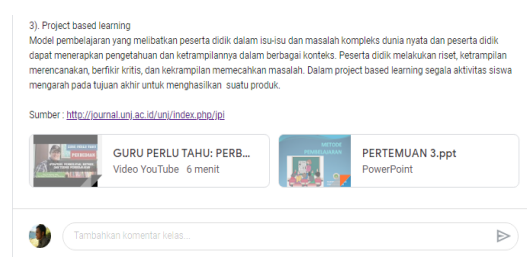 3). Project based learning
Model pembelajaran yang melibatkan peserta didik dalam isu-isu dan masalah kompleks dunia nyata dan peserta didik
dapat menerapkan pengetahuan dan ketrampilannya dalam berbagai konteks. Peserta didik melakukan riset, ketrampilan
merencanakan, berfikir kritis, dan kekrampilan memecahkan masalah. Dalam project based learning segala aktivitas siswa
mengarah pada tujuan akhir untuk menghasilkan suatu produk.
Sumber : http://journal.unj.ac.id/unj/index.php/jpi
GURU PERLU TAHU: PERB...
Video YouTube 6 menit
METODE
PEMBELAJARAN
PERTEMUAN 3.ppt
PowerPoint
Tambahkan komentar kelas...